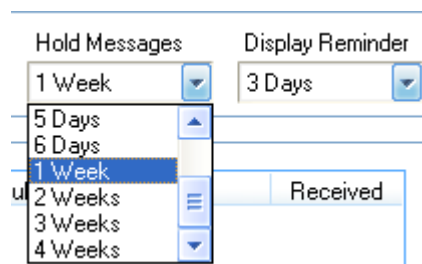 Hold Messages Display Reminder
1 Week 3 Days
5 Days
6 Days
1 Week
2 Weeks Received
3 Weeks
4 Weeks